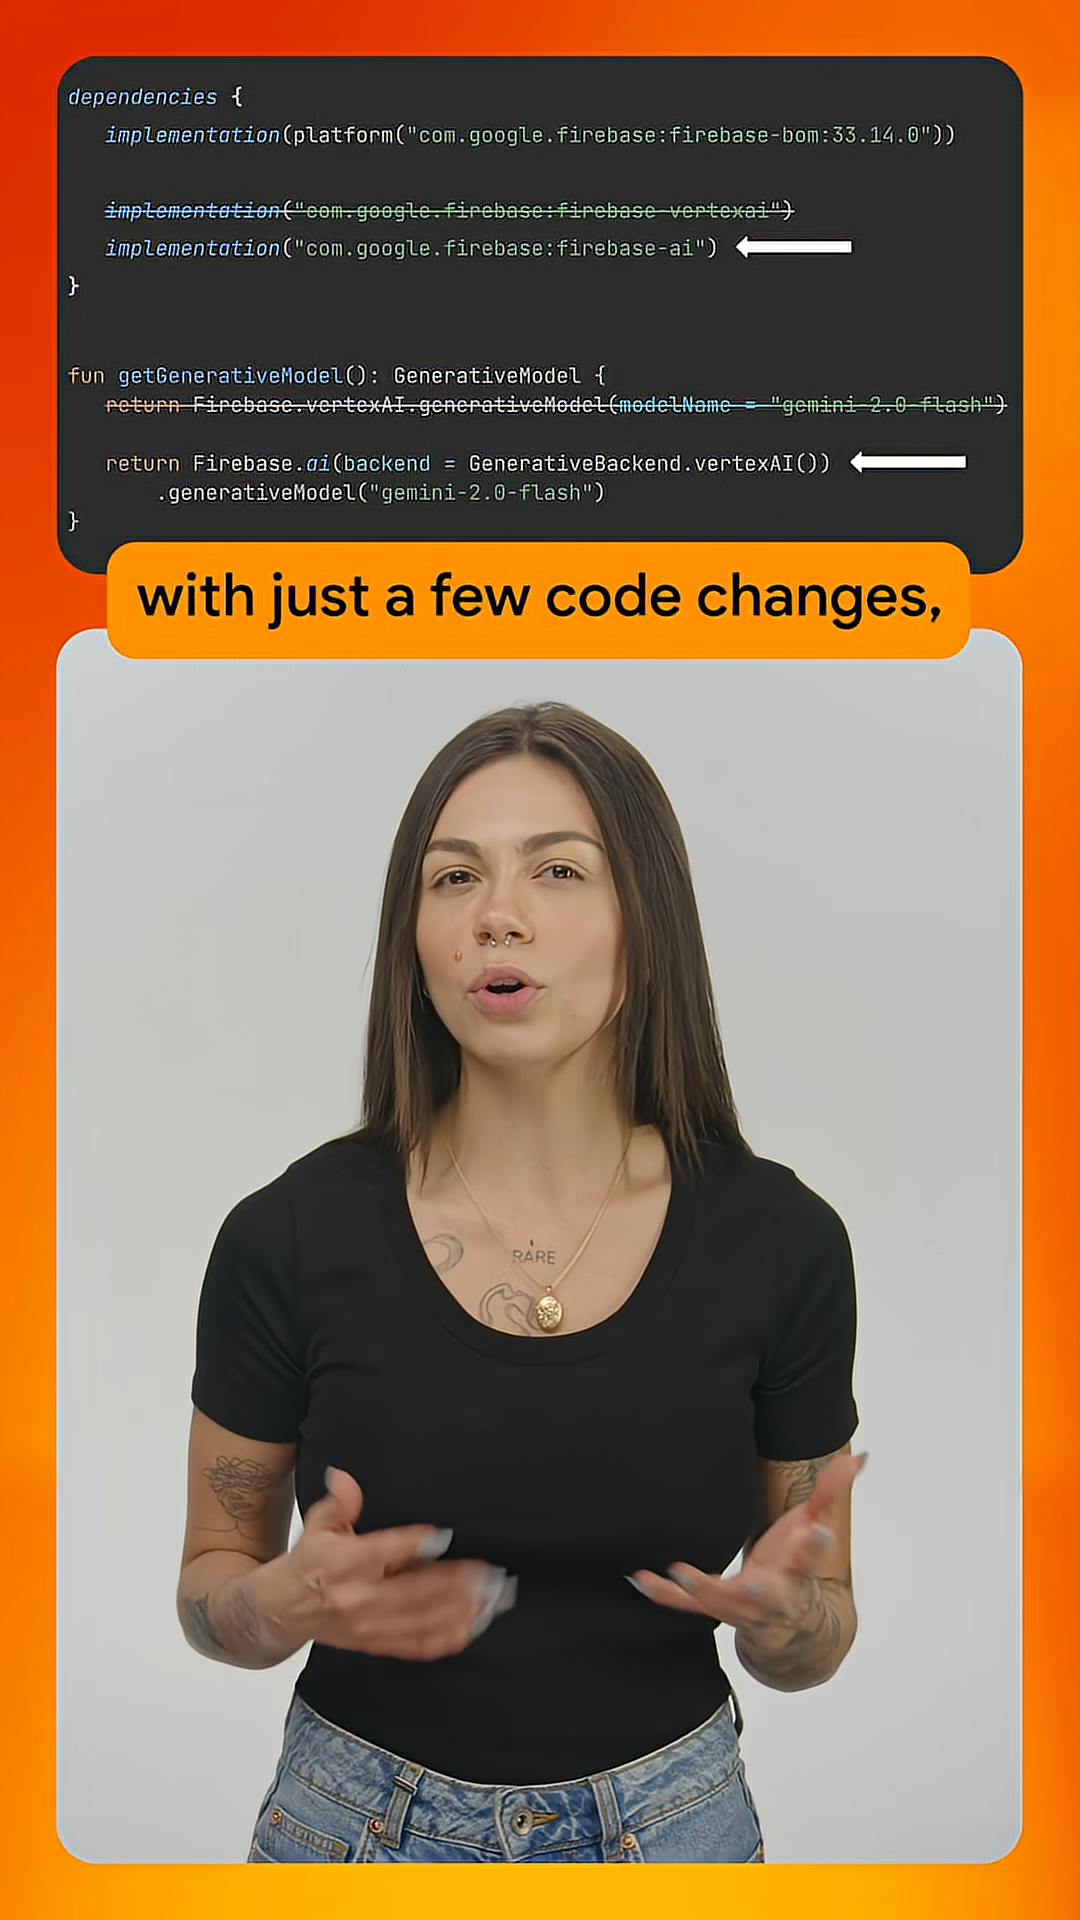 dependencies {
implementation(platform("com.google.firebase:firebase-bom:33.14.0"))
implementation("com.google.firebase:firebase-vertexai")
implementation("com.google.firebase:firebase-ai")
}
fun getGenerativeModel(): GenerativeModel {
return Firebase.vertexAI.generativeModel(modelName = "gemini-2.0-flash")
return Firebase.ai(backend = GenerativeBackend.vertexAI())
.generativeModel("gemini-2.0-flash")
}
with just a few code changes,
RARE